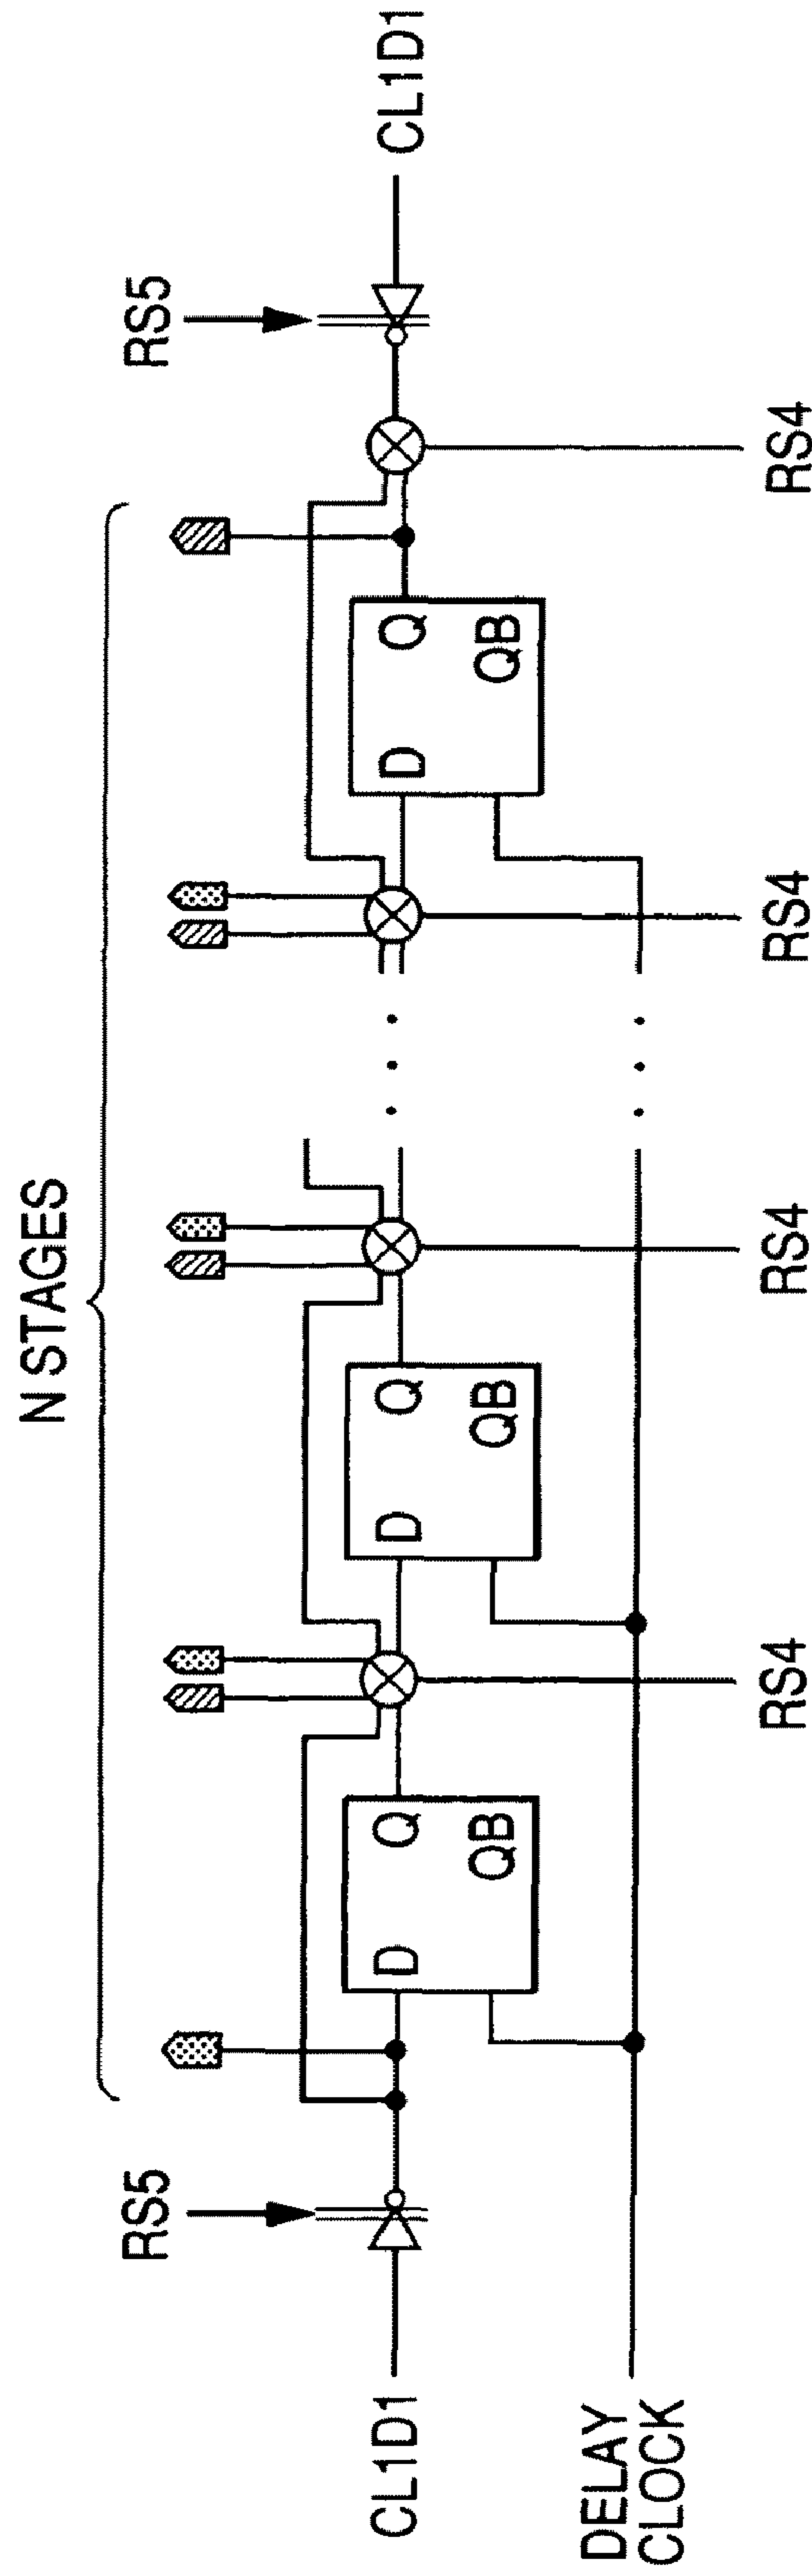 N STAGES
RS5
RS5
CL1D1
D
Q
QB
D
Q
QB
D
Q
QB
CL1D1
DELAY
CLOCK
RS4
RS4
RS4
RS4